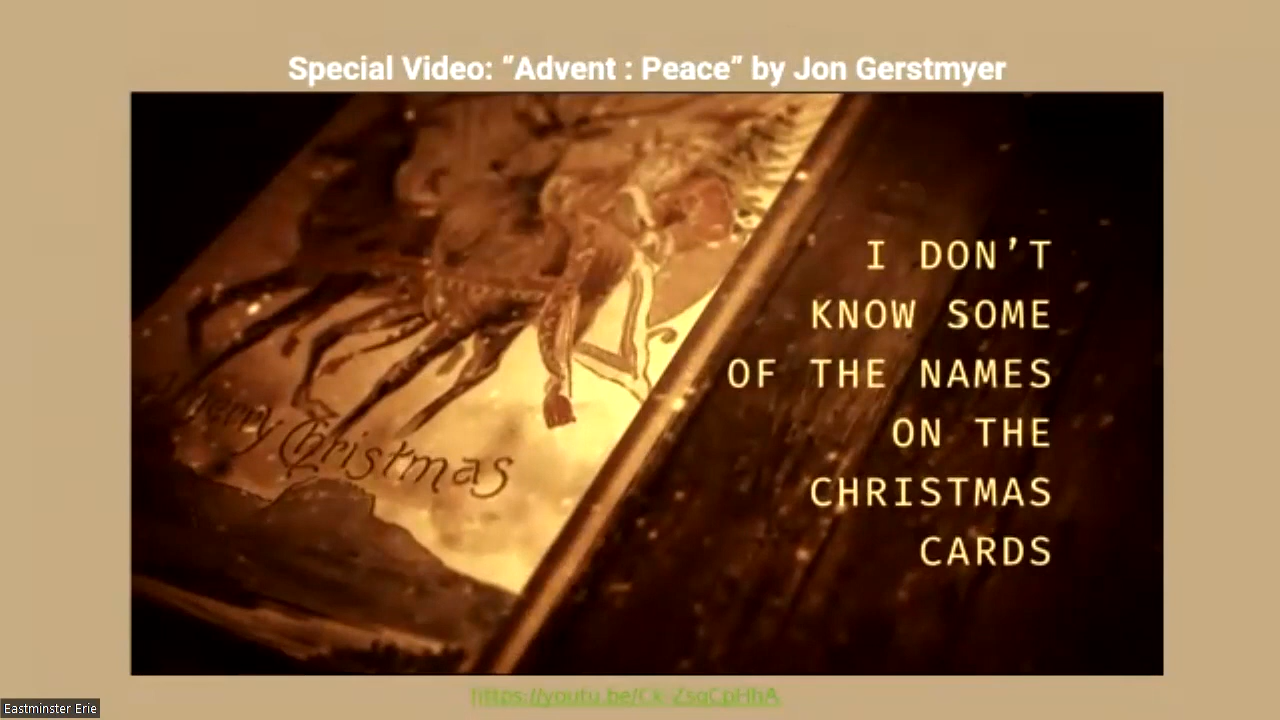 Special Video: “Advent : Peace” by Jon Gerstmyer
I DON’T
KNOW SOME
OF THE NAMES
ON THE
CHRISTMAS
CARDS
Merry Christmas
Eastminster Erie